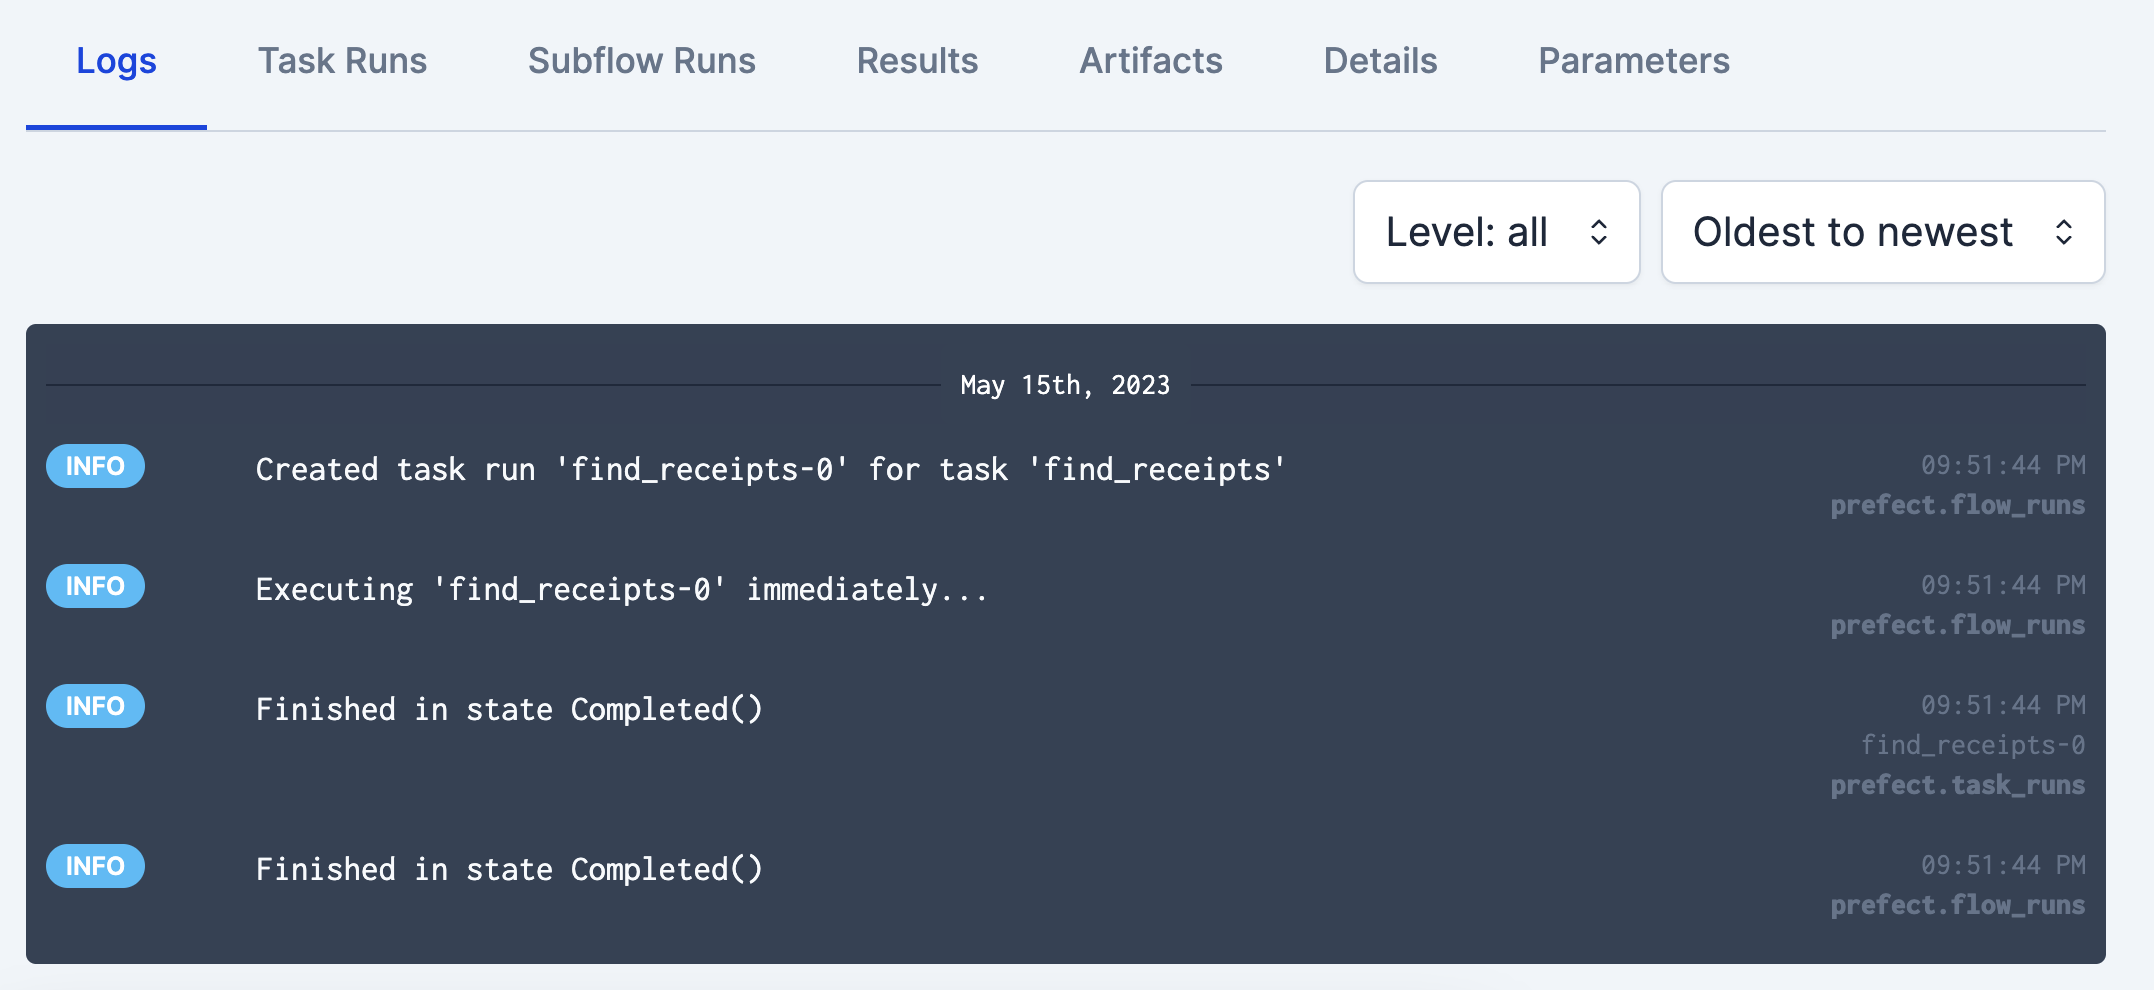 Logs Task Runs Subflow Runs Results Artifacts Details Parameters
Level: all Oldest to newest
May 15th, 2023
INFO Created task run 'find_receipts-0' for task 'find_receipts' 09:51:44 PM
prefect.flow_runs
INFO Executing 'find_receipts-0' immediately... 09:51:44 PM
prefect.flow_runs
INFO Finished in state Completed() 09:51:44 PM
find_receipts-0
prefect.task_runs
INFO Finished in state Completed() 09:51:44 PM
prefect.flow_runs